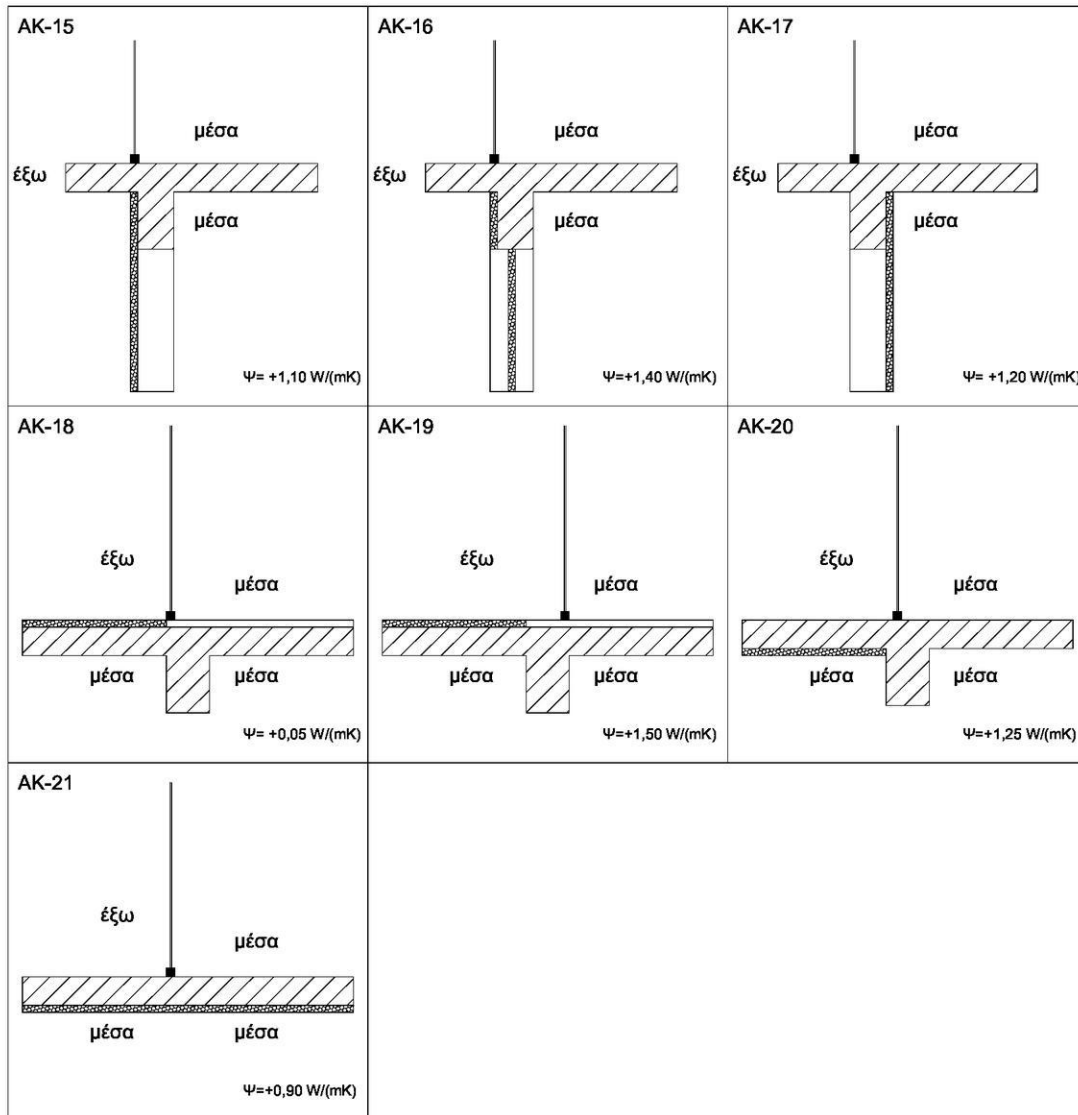 AK-15
μέσα
έξω
μέσα
Ψ= +1,10 W/(mK)
AK-16
μέσα
έξω
μέσα
Ψ=+1,40 W/(mK)
AK-17
μέσα
έξω
μέσα
Ψ= +1,20 W/(mK)
AK-18
έξω
μέσα
μέσα μέσα
Ψ= +0,05 W/(mK)
AK-19
έξω
μέσα
μέσα μέσα
Ψ=+1,50 W/(mK)
AK-20
έξω
μέσα
μέσα μέσα
Ψ=+1,25 W/(mK)
AK-21
έξω
μέσα
μέσα μέσα
Ψ=+0,90 W/(mK)